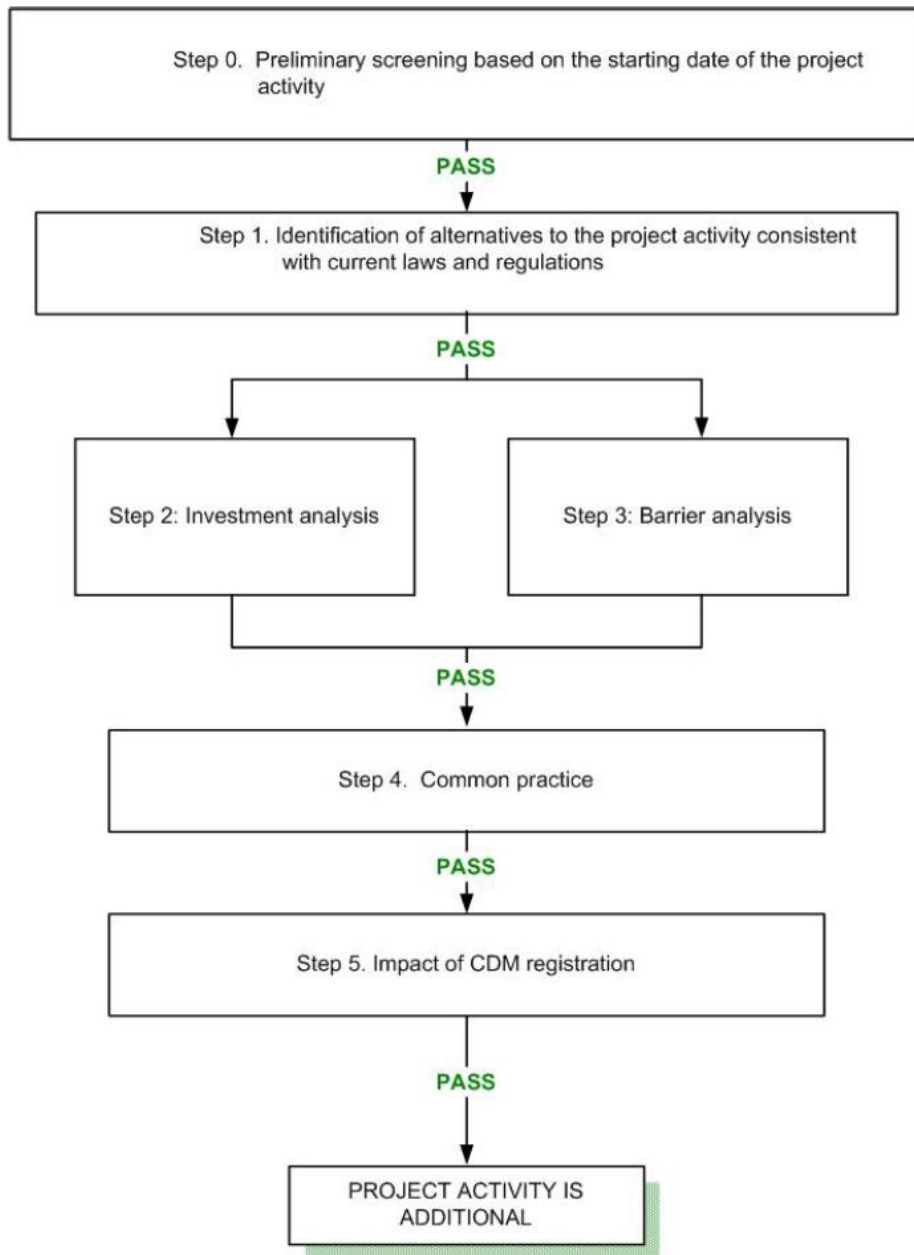 Step 0. Preliminary screening based on the starting date of the project
activity
PASS
Step 1. Identification of alternatives to the project activity consistent
with current laws and regulations
PASS
Step 2: Investment analysis
Step 3: Barrier analysis
PASS
Step 4. Common practice
PASS
Step 5. Impact of CDM registration
PASS
PROJECT ACTIVITY IS
ADDITIONAL